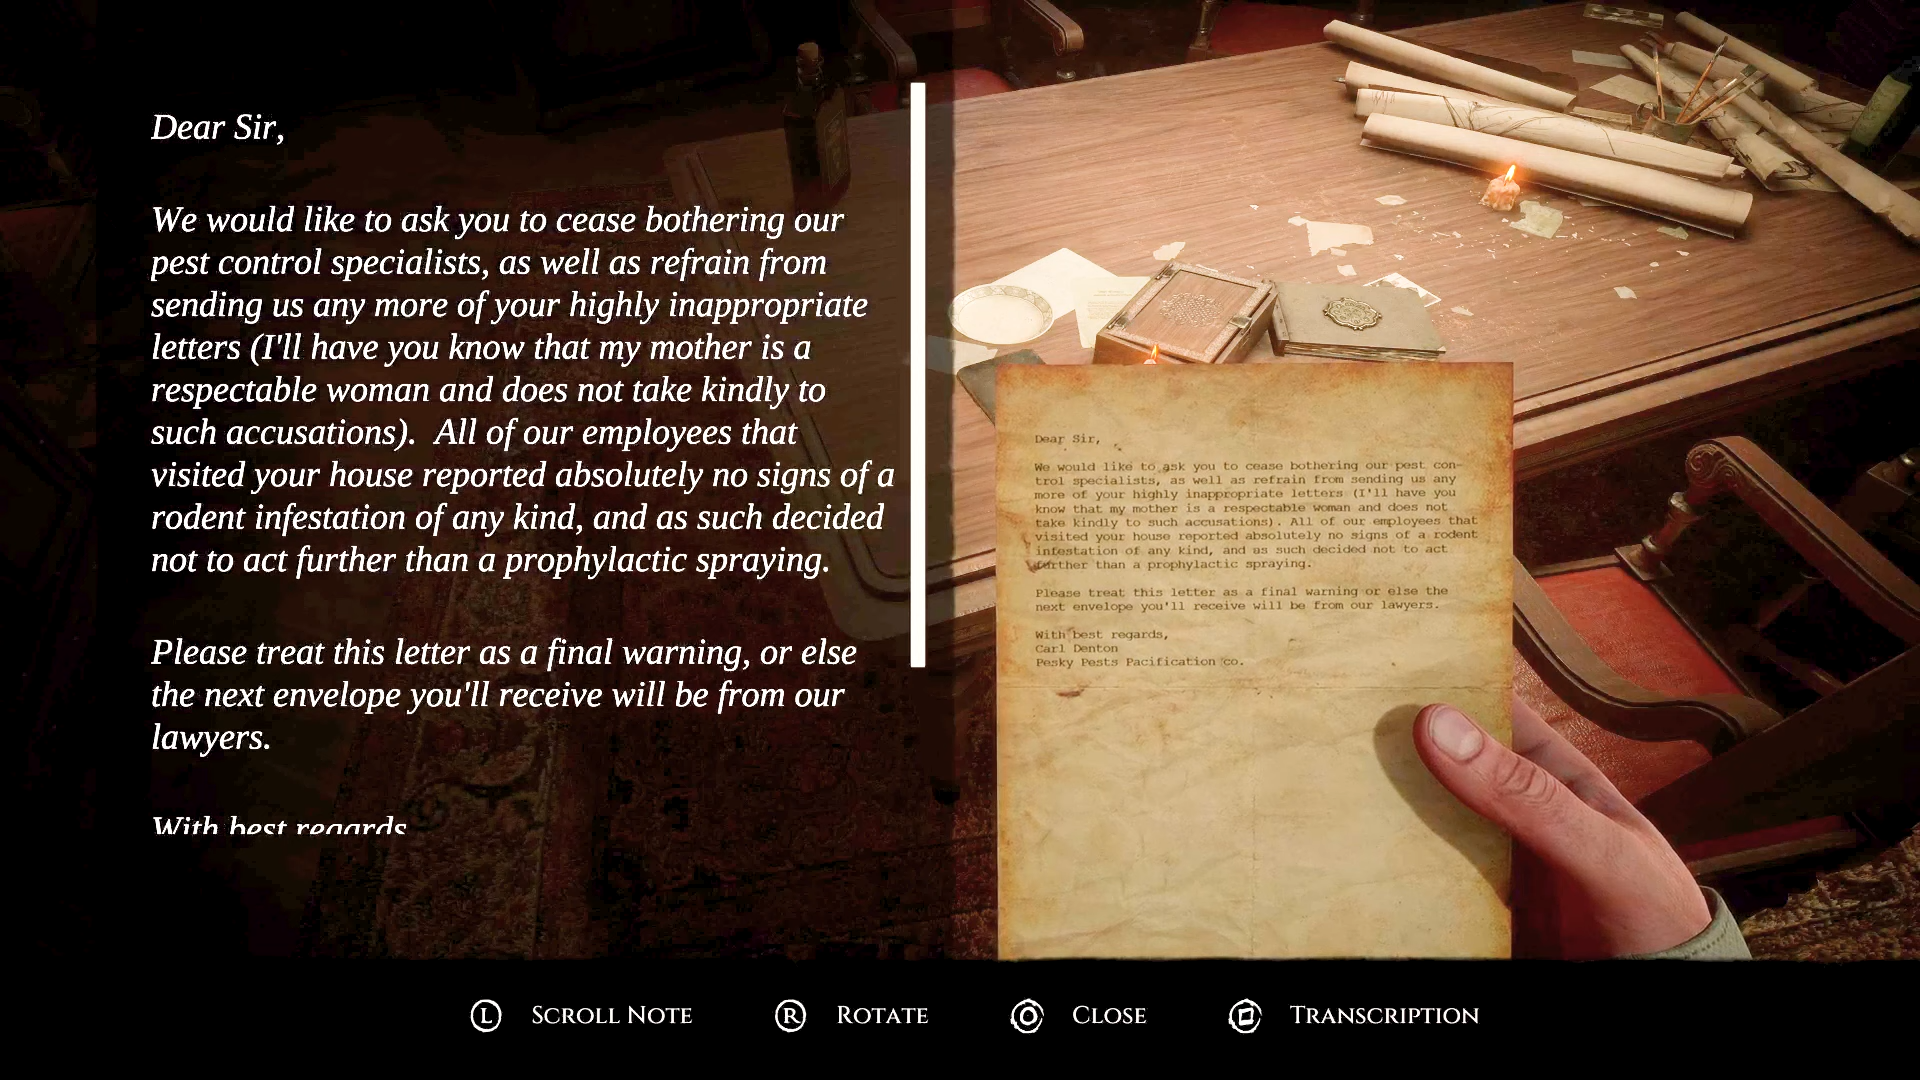 Dear Sir,
We would like to ask you to cease bothering our
pest control specialists, as well as refrain from
sending us any more of your highly inappropriate
letters (I'll have you know that my mother is a
respectable woman and does not take kindly to
such accusations).  All of our employees that
visited your house reported absolutely no signs of a
rodent infestation of any kind, and as such decided
not to act further than a prophylactic spraying.
Please treat this letter as a final warning, or else
the next envelope you'll receive will be from our
lawyers.
With best regards
Dear Sir,
We would like to ask you to cease bothering our pest con-
trol specialists, as well as refrain from sending us any
more of your highly inappropriate letters (I'll have you
know that my mother is a respectable woman and does not
take kindly to such accusations). All of our employees that
visited your house reported absolutely no signs of a rodent
infestation of any kind, and as such decided not to act
further than a prophylactic spraying.
Please treat this letter as a final warning or else the
next envelope you'll receive will be from our lawyers.
With best regards,
Carl Denton
Pesky Pests Pacification co.
L SCROLL NOTE R ROTATE CLOSE TRANSCRIPTION